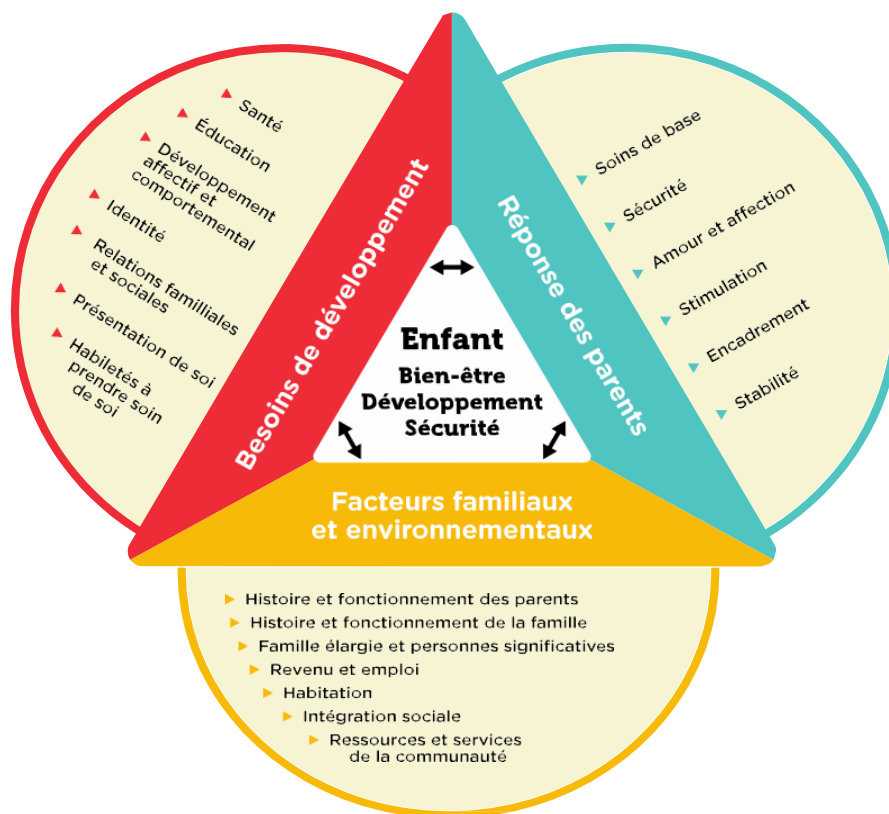 Besoins de développement
Santé
Éducation
Développement
affectif et
comportemental
Identité
Relations familliales
et sociales
Présentation de soi
Habiletés à
prendre soin
de soi
Réponse des parents
Soins de base
Sécurité
Amour et affection
Stimulation
Encadrement
Stabilité
Enfant
Bien-être
Développement
Sécurité
Facteurs familiaux
et environnementaux
Histoire et fonctionnement des parents
Histoire et fonctionnement de la famille
Famille élargie et personnes significatives
Revenu et emploi
Habitation
Intégration sociale
Ressources et services
de la communauté